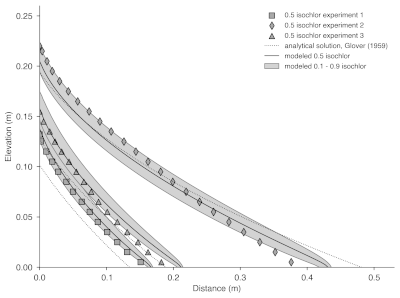 0.5 isochlor experiment 1
0.5 isochlor experiment 2
0.5 isochlor experiment 3
analytical solution, Glover (1959)
modeled 0.5 isochlor
modeled 0.1 - 0.9 isochlor
Elevation (m)
0.25
0.20
0.15
0.10
0.05
0.00
0.0
0.1
0.2
0.3
0.4
0.5
Distance (m)